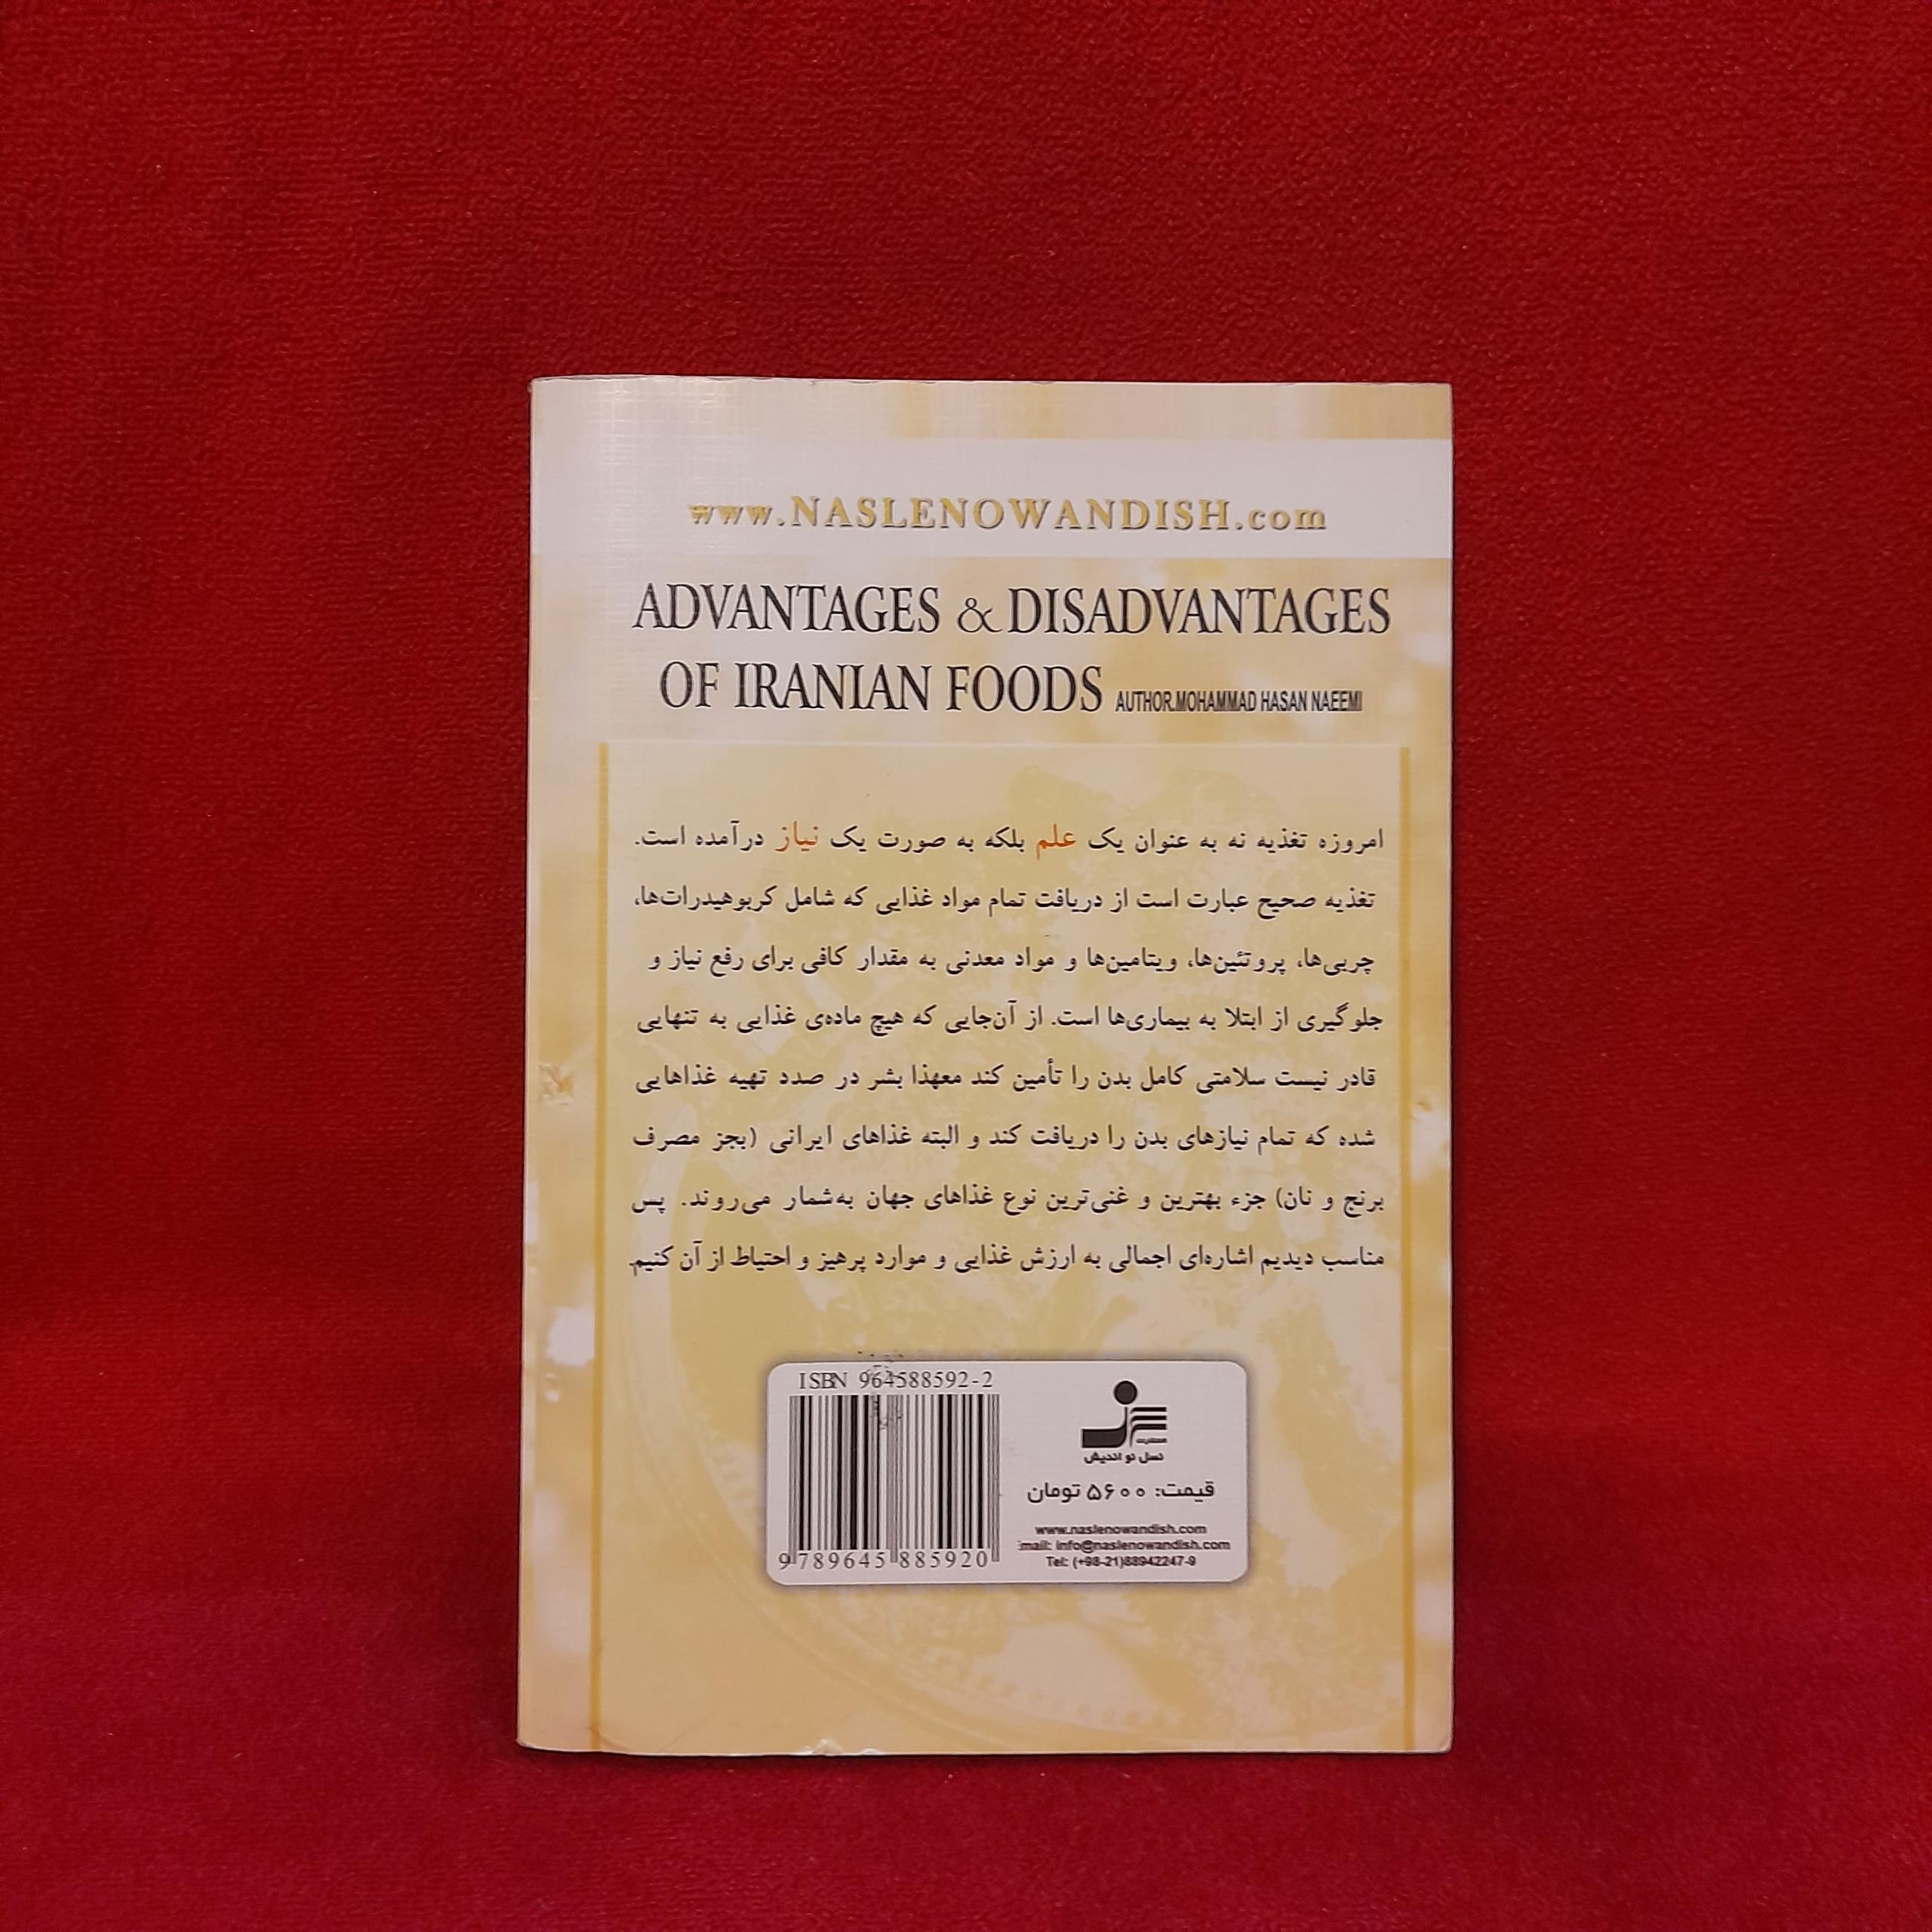 www.NASLENOWANDISH.com
ADVANTAGES & DISADVANTAGES
OF IRANIAN FOODS AUTHOR.MOHAMMAD HASAN NAEEMI
امروزه تغذیه نه به عنوان یک علم بلکه به صورت یک نیاز درآمده است.
تغذیه صحیح عبارت است از دریافت تمام مواد غذایی که شامل کربوهیدرات‌ها،
چربی‌ها، پروتئین‌ها، ویتامین‌ها و مواد معدنی به مقدار کافی برای رفع نیاز و
جلوگیری از ابتلا به بیماری‌ها است. از آن‌جایی که هیچ ماده‌ی غذایی به تنهایی
قادر نیست سلامتی کامل بدن را تأمین کند معهذا بشر در صدد تهیه غذاهایی
شده که تمام نیازهای بدن را دریافت کند و البته غذاهای ایرانی (بجز مصرف
برنج و نان) جزء بهترین و غنی‌ترین نوع غذاهای جهان به‌شمار می‌روند. پس
مناسب دیدیم اشاره‌ای اجمالی به ارزش غذایی و موارد پرهیز و احتیاط از آن کنیم.
ISBN 964588592-2
9 789645 885920
نسل نو اندیش
قیمت: ۵۶۰۰ تومان
www.naslenowandish.com
Email: info@naslenowandish.com
Tel: (+98-21)88942247-9